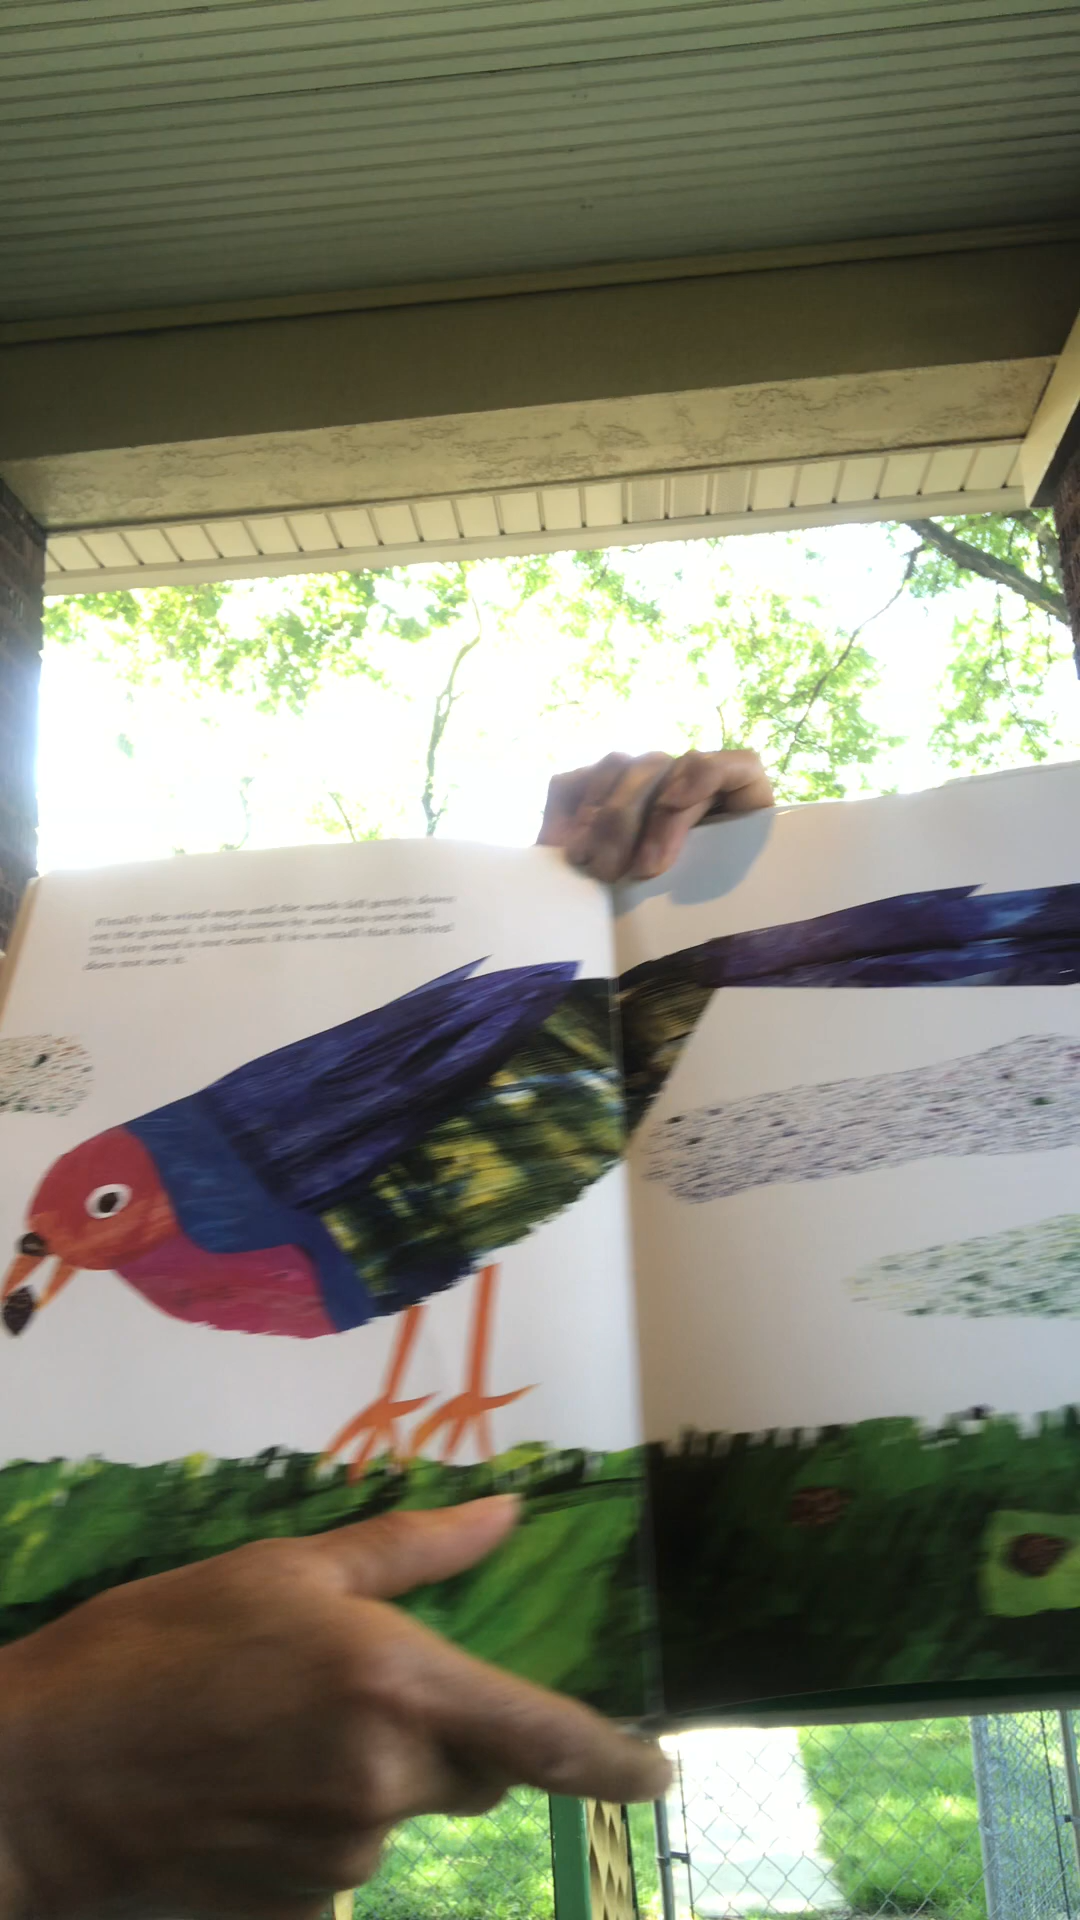 Finally the wind stops and the seeds fall gently down
on the ground. A bird comes by and eats one seed.
The tiny seed is not eaten. It is so small that the bird
does not see it.